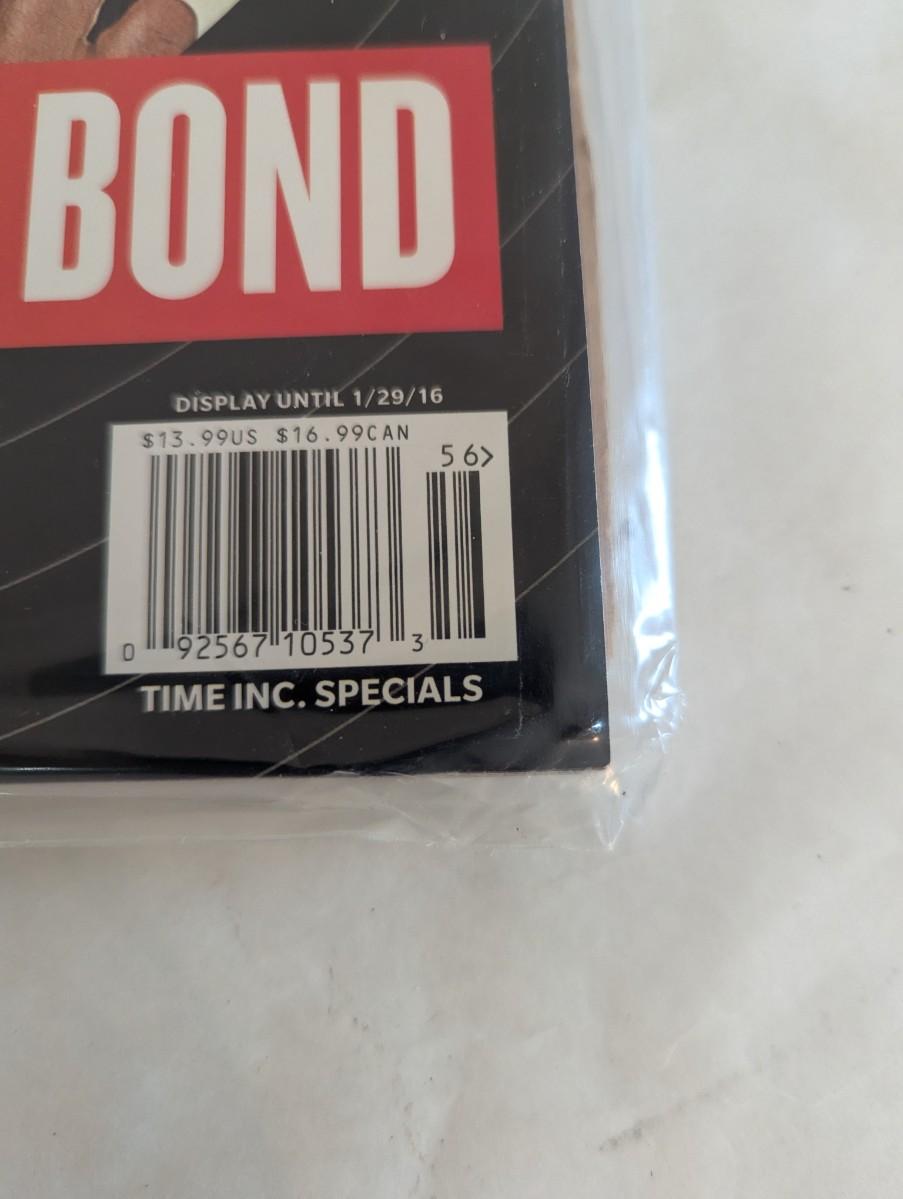 BOND
DISPLAY UNTIL 1/29/16
$13.99US $16.99CAN
56>
0 92567 10537 3
TIME INC. SPECIALS